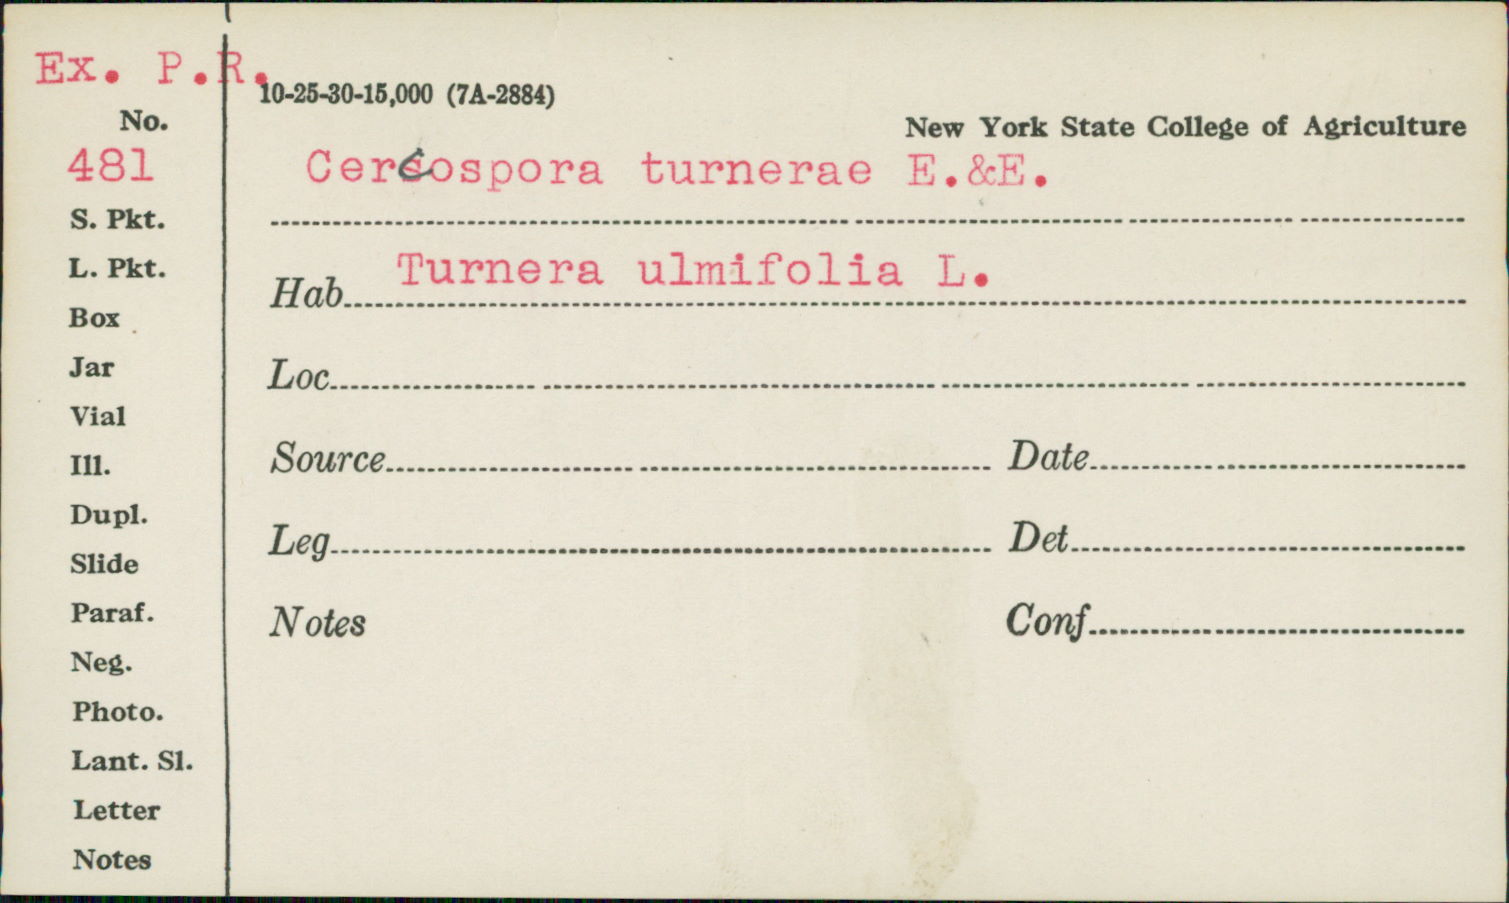 Ex. P.R.
10-25-30-15,000 (7A-2884)
No.
New York State College of Agriculture
481
Cercospora turnerae E.&E.
S. Pkt.
L. Pkt.
Hab. Turnera ulmifolia L.
Box
Jar
Loc.
Vial
Ill.
Source
Date
Dupl.
Leg
Det
Slide
Paraf.
Notes
Conf
Neg.
Photo.
Lant. Sl.
Letter
Notes